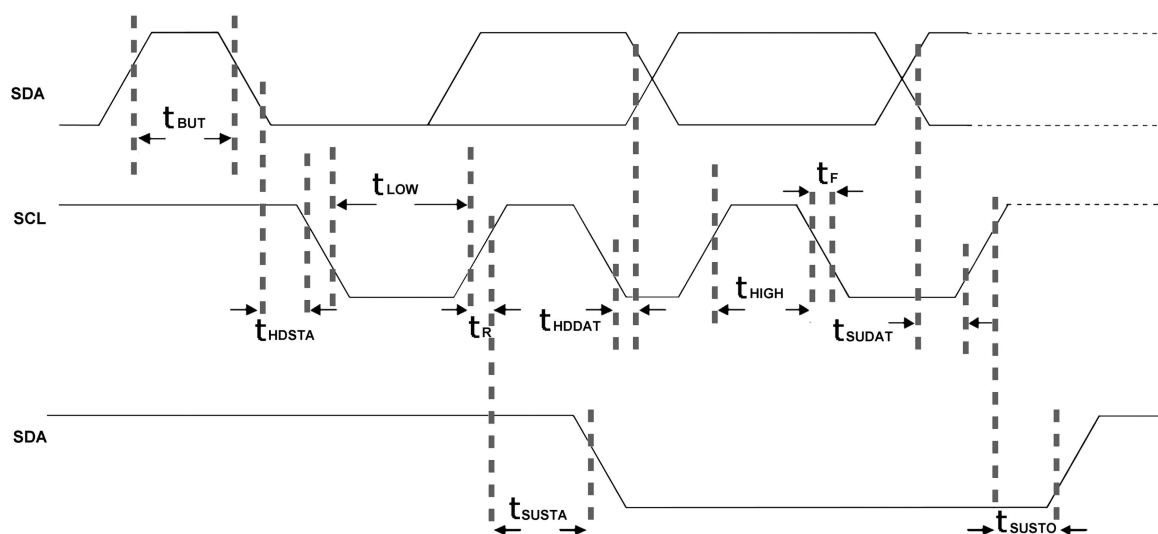 SDA
tBUT
tLOW
tF
SCL
tHDSTA
tR
tHDDAT
tHIGH
tSUDAT
SDA
tSUSTA
tSUSTO